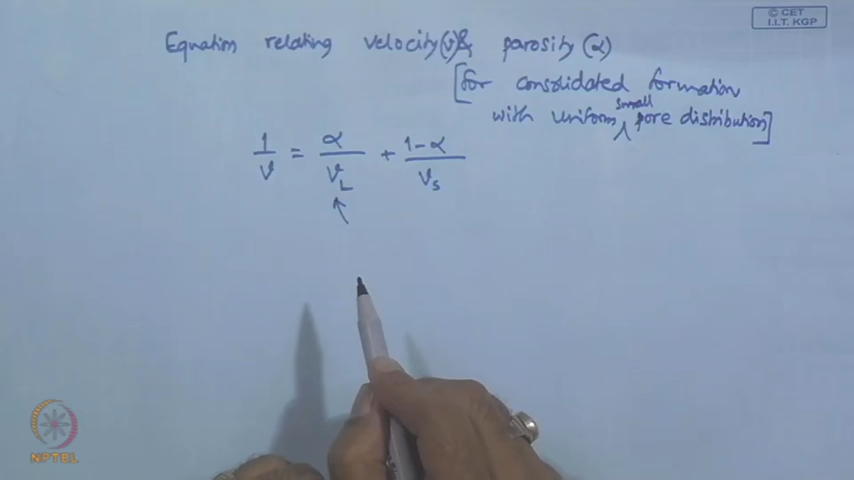 © CET
I.I.T. KGP
Equation relating velocity (v) & porosity (α)
[for consolidated formation
with uniform small pore distribution]
1/v = α/v_L + 1-α/v_s
NPTEL